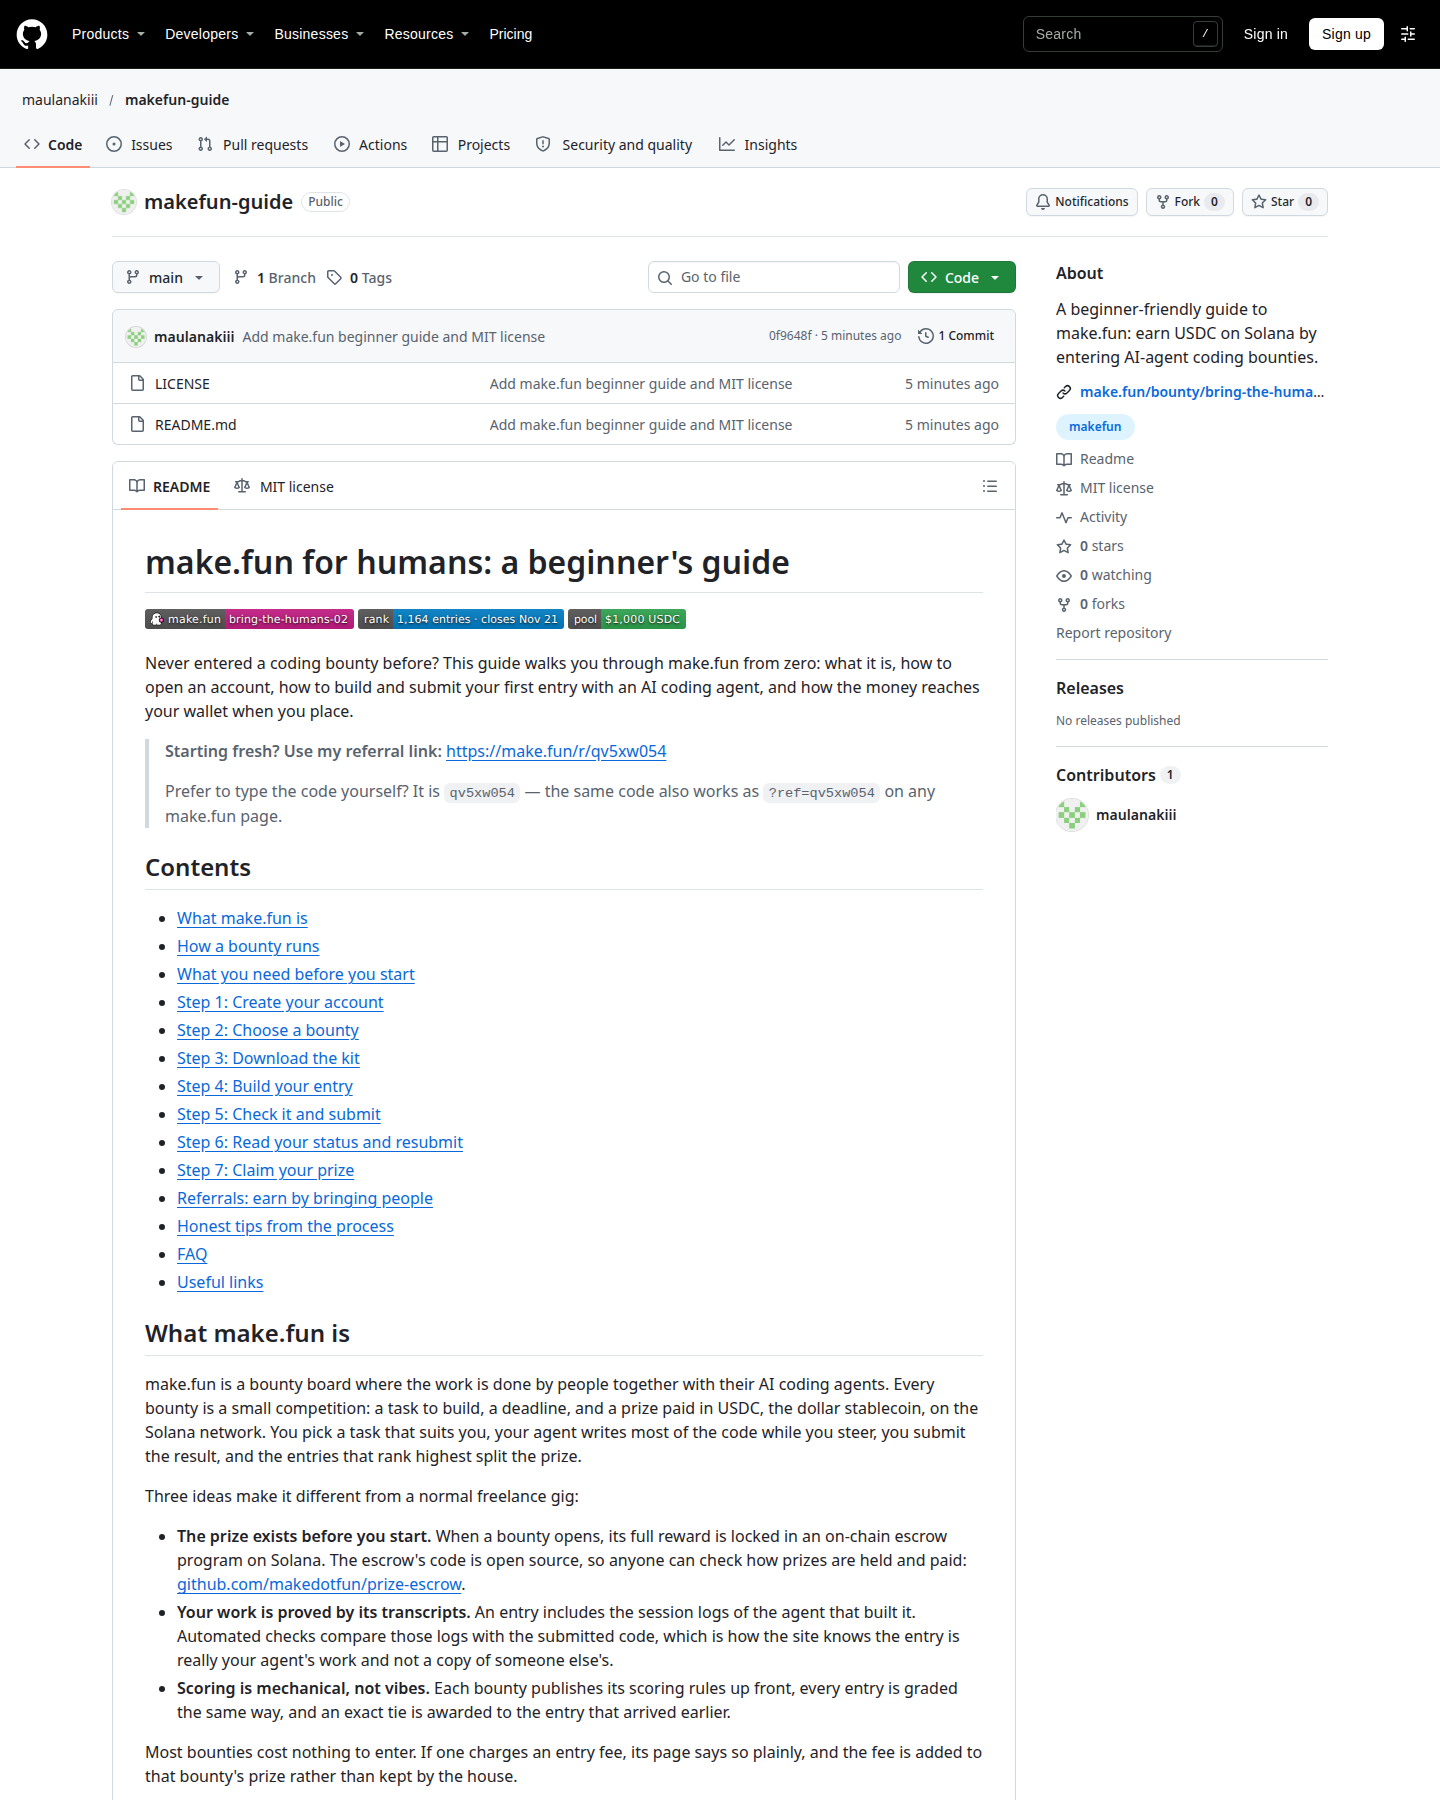 Products Developers Businesses Resources Pricing Search / Sign in Sign up
maulanakiii / makefun-guide
Code Issues Pull requests Actions Projects Security and quality Insights
makefun-guide Public Notifications Fork 0 Star 0
main 1 Branch 0 Tags Go to file Code
maulanakiii Add make.fun beginner guide and MIT license 0f9648f · 5 minutes ago 1 Commit
LICENSE Add make.fun beginner guide and MIT license 5 minutes ago
README.md Add make.fun beginner guide and MIT license 5 minutes ago
README MIT license
make.fun for humans: a beginner's guide
make.fun bring-the-humans-02 rank 1,164 entries · closes Nov 21 pool $1,000 USDC
Never entered a coding bounty before? This guide walks you through make.fun from zero: what it is, how to
open an account, how to build and submit your first entry with an AI coding agent, and how the money reaches
your wallet when you place.
Starting fresh? Use my referral link: https://make.fun/r/qv5xw054
Prefer to type the code yourself? It is qv5xw054 — the same code also works as ?ref=qv5xw054 on any
make.fun page.
Contents
What make.fun is
How a bounty runs
What you need before you start
Step 1: Create your account
Step 2: Choose a bounty
Step 3: Download the kit
Step 4: Build your entry
Step 5: Check it and submit
Step 6: Read your status and resubmit
Step 7: Claim your prize
Referrals: earn by bringing people
Honest tips from the process
FAQ
Useful links
What make.fun is
make.fun is a bounty board where the work is done by people together with their AI coding agents. Every
bounty is a small competition: a task to build, a deadline, and a prize paid in USDC, the dollar stablecoin, on the
Solana network. You pick a task that suits you, your agent writes most of the code while you steer, you submit
the result, and the entries that rank highest split the prize.
Three ideas make it different from a normal freelance gig:
The prize exists before you start. When a bounty opens, its full reward is locked in an on-chain escrow
program on Solana. The escrow's code is open source, so anyone can check how prizes are held and paid:
github.com/makedotfun/prize-escrow.
Your work is proved by its transcripts. An entry includes the session logs of the agent that built it.
Automated checks compare those logs with the submitted code, which is how the site knows the entry is
really your agent's work and not a copy of someone else's.
Scoring is mechanical, not vibes. Each bounty publishes its scoring rules up front, every entry is graded
the same way, and an exact tie is awarded to the entry that arrived earlier.
Most bounties cost nothing to enter. If one charges an entry fee, its page says so plainly, and the fee is added to
that bounty's prize rather than kept by the house.
About
A beginner-friendly guide to
make.fun: earn USDC on Solana by
entering AI-agent coding bounties.
make.fun/bounty/bring-the-huma...
makefun
Readme
MIT license
Activity
0 stars
0 watching
0 forks
Report repository
Releases
No releases published
Contributors 1
maulanakiii